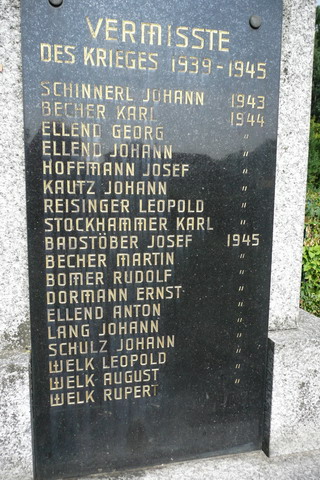 VERMISSTE
DES KRIEGES 1939-1945
SCHINNERL JOHANN 1943
BECHER KARL 1944
ELLEND GEORG "
ELLEND JOHANN "
HOFFMANN JOSEF "
KAUTZ JOHANN "
REISINGER LEOPOLD "
STOCKHAMMER KARL "
BADSTÖBER JOSEF 1945
BECHER MARTIN "
BOMER RUDOLF "
DORMANN ERNST "
ELLEND ANTON "
LANG JOHANN "
SCHULZ JOHANN "
WELK LEOPOLD "
WELK AUGUST "
WELK RUPERT